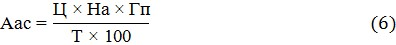 Аас = Ц × На × Гп / Т × 100 (6)